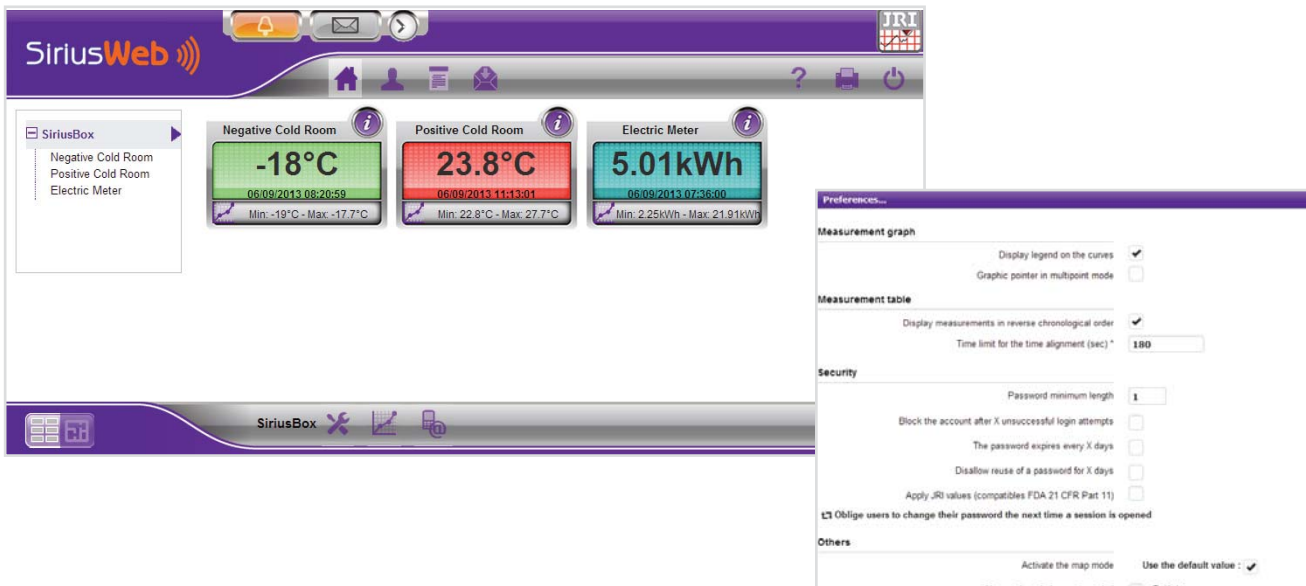 SiriusWeb
JRI
?
SiriusBox
Negative Cold Room
Positive Cold Room
Electric Meter
Negative Cold Room
i
-18°C
06/09/2013 08:20:59
Min: -19°C - Max: -17.7°C
Positive Cold Room
i
23.8°C
06/09/2013 11:13:01
Min: 22.8°C - Max: 27.7°C
Electric Meter
i
5.01kWh
06/09/2013 07:36:00
Min: 2.25kWh - Max: 21.91kWh
SiriusBox
Preferences...
Measurement graph
Display legend on the curves
Graphic pointer in multipoint mode
Measurement table
Display measurements in reverse chronological order
Time limit for the time alignment (sec) * 180
Security
Password minimum length 1
Block the account after X unsuccessful login attempts
The password expires every X days
Disallow reuse of a password for X days
Apply JRI values (compatibles FDA 21 CFR Part 11)
Oblige users to change their password the next time a session is opened
Others
Activate the map mode Use the default value :